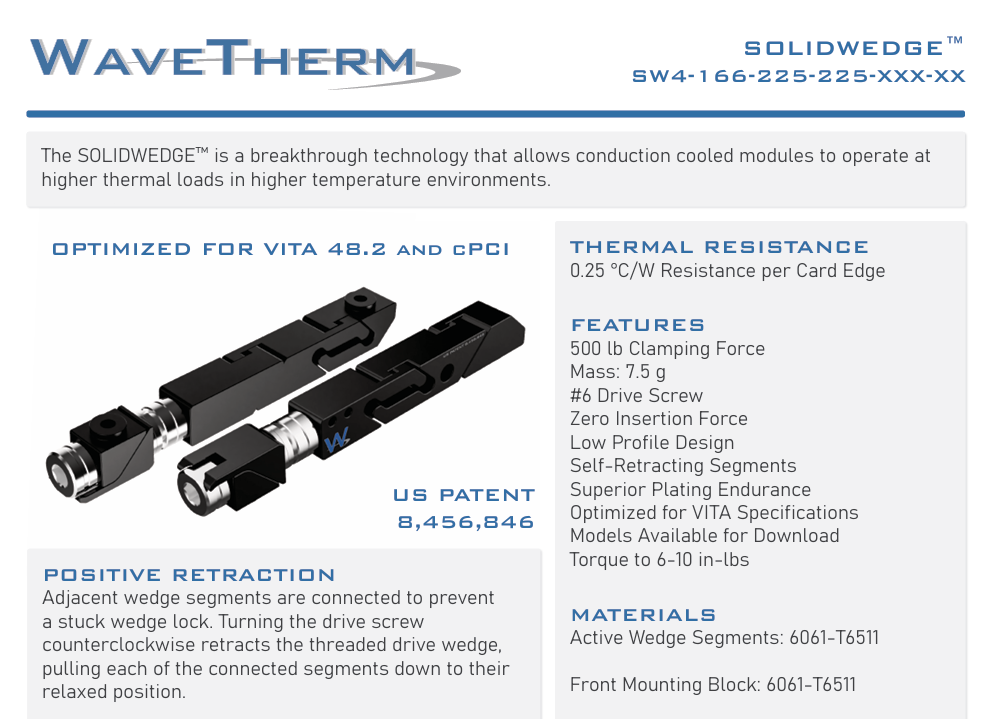 WAVETHERM
SOLIDWEDGE™
SW4-166-225-225-XXX-XX
The SOLIDWEDGE™ is a breakthrough technology that allows conduction cooled modules to operate at
higher thermal loads in higher temperature environments.
OPTIMIZED FOR VITA 48.2 AND CPCI
W
US PATENT
8,456,846
POSITIVE RETRACTION
Adjacent wedge segments are connected to prevent
a stuck wedge lock. Turning the drive screw
counterclockwise retracts the threaded drive wedge,
pulling each of the connected segments down to their
relaxed position.
THERMAL RESISTANCE
0.25 °C/W Resistance per Card Edge
FEATURES
500 lb Clamping Force
Mass: 7.5 g
#6 Drive Screw
Zero Insertion Force
Low Profile Design
Self-Retracting Segments
Superior Plating Endurance
Optimized for VITA Specifications
Models Available for Download
Torque to 6-10 in-lbs
MATERIALS
Active Wedge Segments: 6061-T6511
Front Mounting Block: 6061-T6511